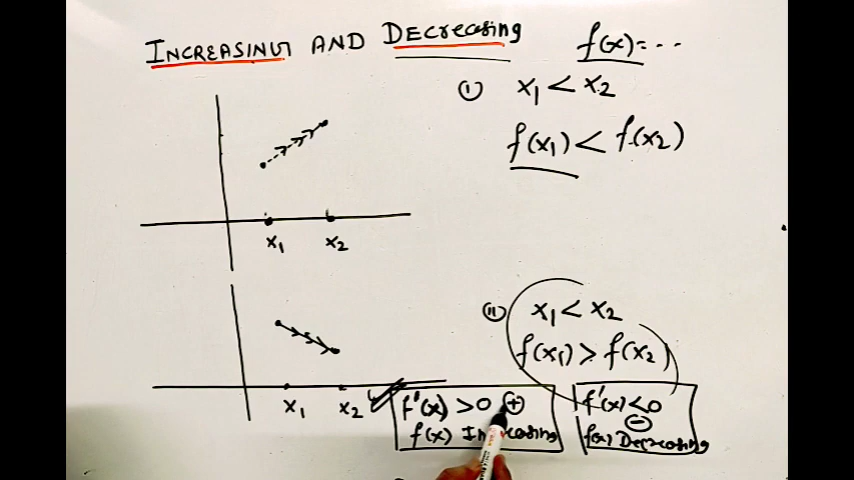 INCREASING AND Decreasing
f(x) = ...
(i) x₁ < x₂
f(x₁) < f(x₂)
x₁ x₂
(ii) x₁ < x₂
f(x₁) > f(x₂)
x₁ x₂
f'(x) > 0 ⊕
f(x) Increasing
f'(x) < 0
⊖
f(x) Decreasing